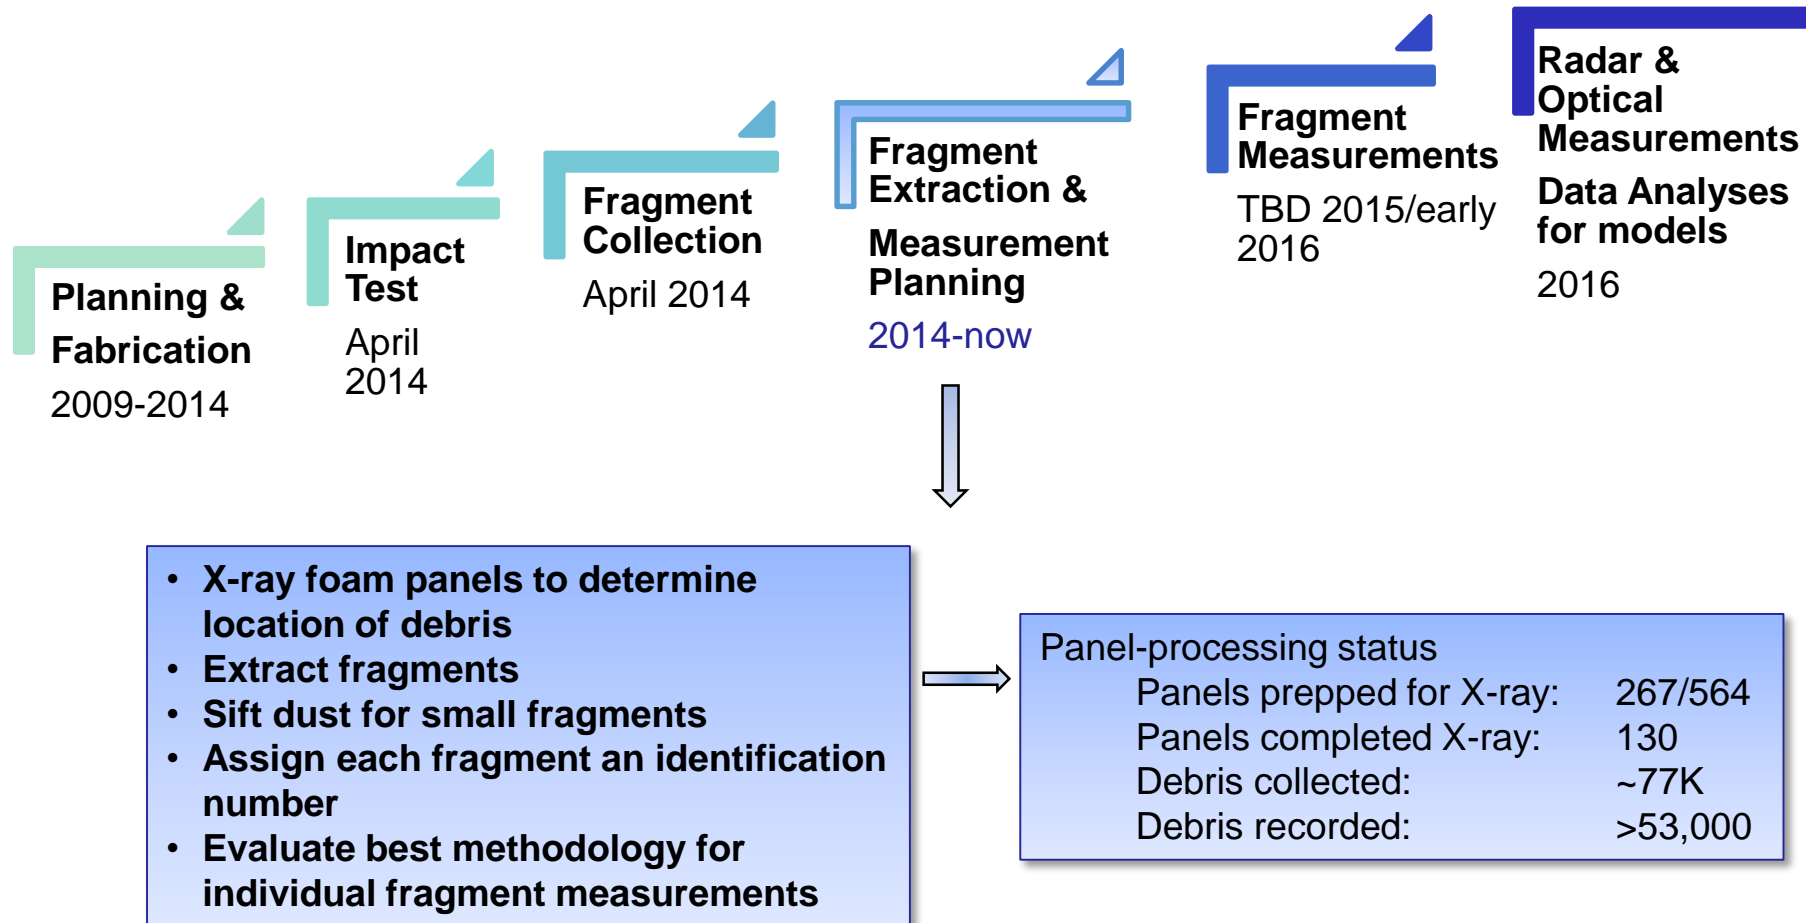 Planning &
Fabrication
2009-2014
Impact
Test
April
2014
Fragment
Collection
April 2014
Fragment
Extraction &
Measurement
Planning
2014-now
Fragment
Measurements
TBD 2015/early
2016
Radar &
Optical
Measurements
Data Analyses
for models
2016
• X-ray foam panels to determine
location of debris
• Extract fragments
• Sift dust for small fragments
• Assign each fragment an identification
number
• Evaluate best methodology for
individual fragment measurements
Panel-processing status
Panels prepped for X-ray: 267/564
Panels completed X-ray: 130
Debris collected: ~77K
Debris recorded: >53,000